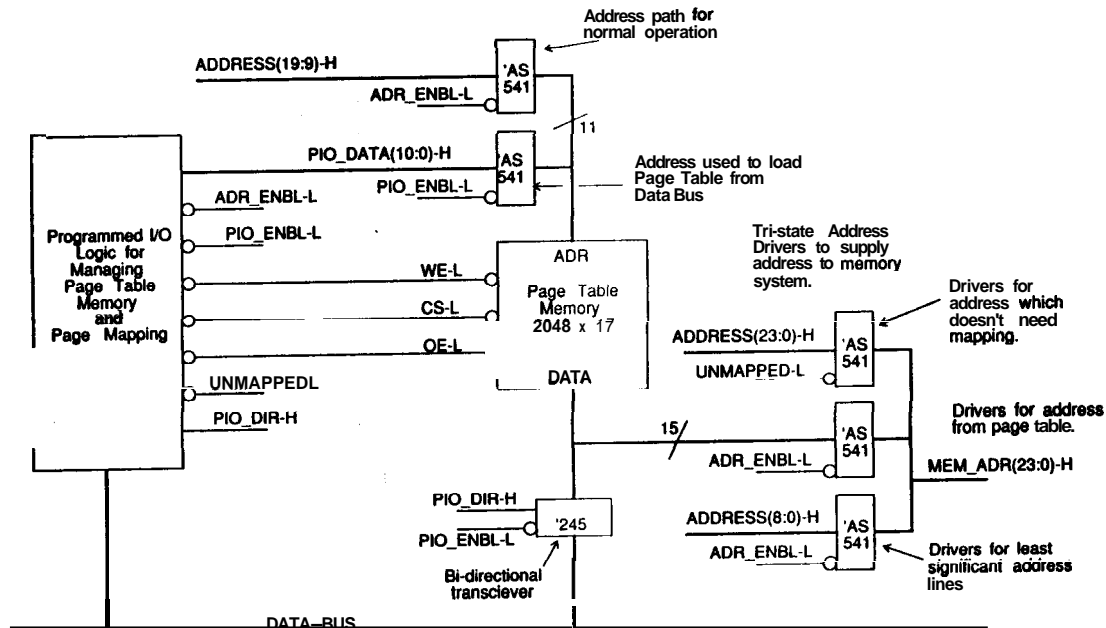 Address path for
normal operation
ADDRESS(19:9)-H
'AS
541
ADR_ENBL-L
11
PIO_DATA(10:0)-H
'AS
541
PIO_ENBL-L
Address used to load
Page Table from
Data Bus
ADR_ENBL-L
PIO_ENBL-L
Programmed I/O
Logic for
Managing
Page Table
Memory
and
Page Mapping
WE-L
CS-L
OE-L
UNMAPPEDL
PIO_DIR-H
ADR
Page Table
Memory
2048 x 17
DATA
Tri-state Address
Drivers to supply
address to memory
system.
Drivers for
address which
doesn't need
mapping.
ADDRESS(23:0)-H
'AS
541
UNMAPPED-L
15
'AS
541
ADR_ENBL-L
Drivers for address
from page table.
MEM_ADR(23:0)-H
PIO_DIR-H
'245
PIO_ENBL-L
Bi-directional
transciever
ADDRESS(8:0)-H
'AS
541
ADR_ENBL-L
Drivers for least
significant address
lines
DATA-BUS